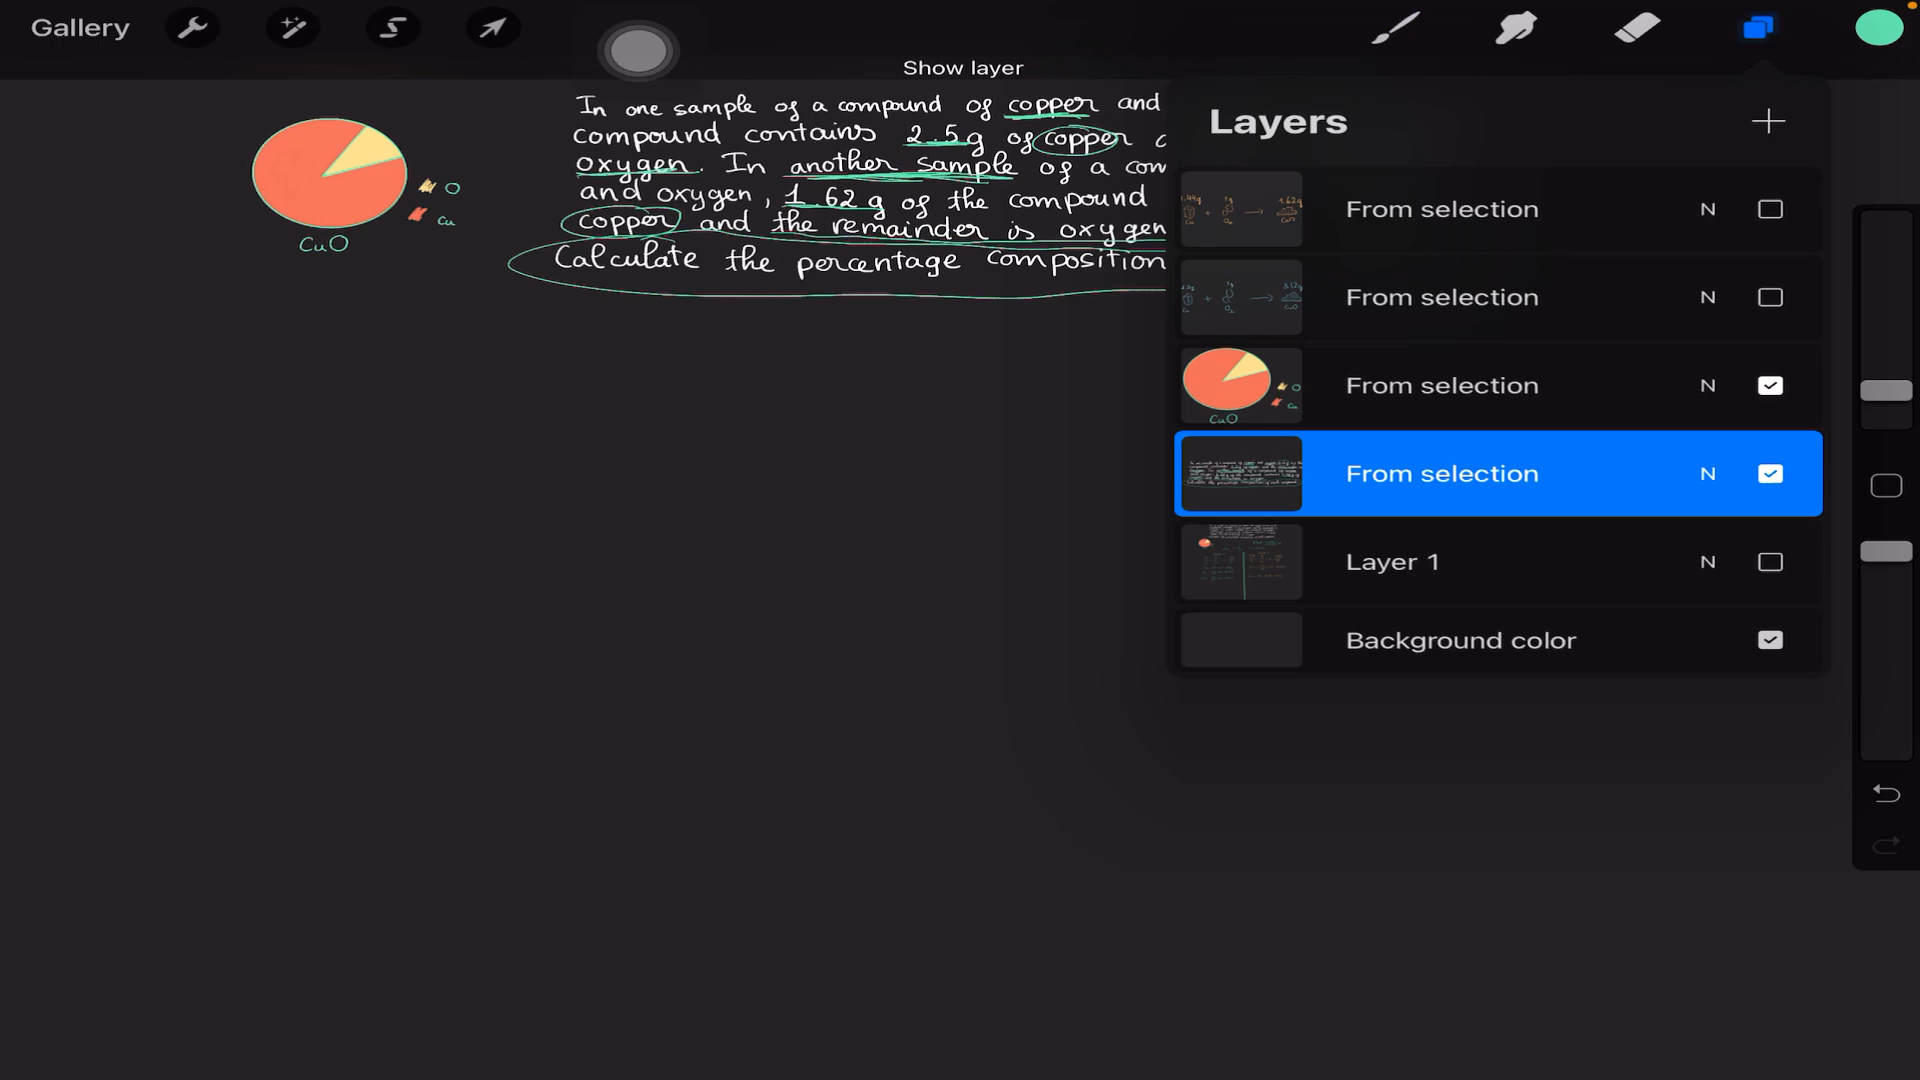 Gallery
Show layer
In one sample of a compound of copper and
compound contains 2.5g of copper
oxygen. In another sample of a com
and oxygen, 1.62 g of the compound
copper and the remainder is oxygen
Calculate the percentage composition
O
Cu
CuO
Layers
From selection N
From selection N
From selection N
CuO
From selection N
Layer 1 N
Background color